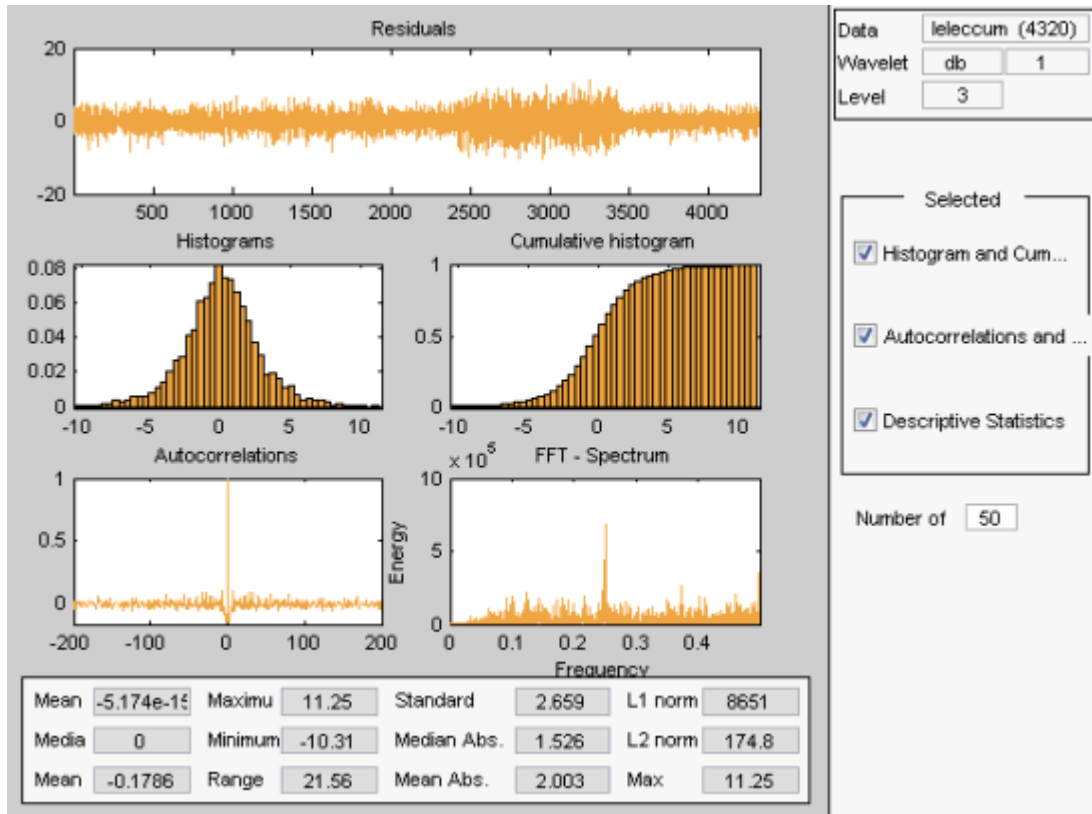 Residuals
20
0
-20
500 1000 1500 2000 2500 3000 3500 4000
Histograms
0.08
0.06
0.04
0.02
0
-10 -5 0 5 10
Cumulative histogram
1
0.5
0
-10 -5 0 5 10
Autocorrelations
1
0.5
0
-200 -100 0 100 200
FFT - Spectrum
× 10^5
10
5
0
Energy
0 0.1 0.2 0.3 0.4
Frequency
Mean -5.174e-15 Maximu 11.25 Standard 2.659 L1 norm 8651
Media 0 Minimum -10.31 Median Abs. 1.526 L2 norm 174.8
Mean -0.1786 Range 21.56 Mean Abs. 2.003 Max 11.25
Data leleccum (4320)
Wavelet db 1
Level 3
Selected
Histogram and Cum...
Autocorrelations and ...
Descriptive Statistics
Number of 50